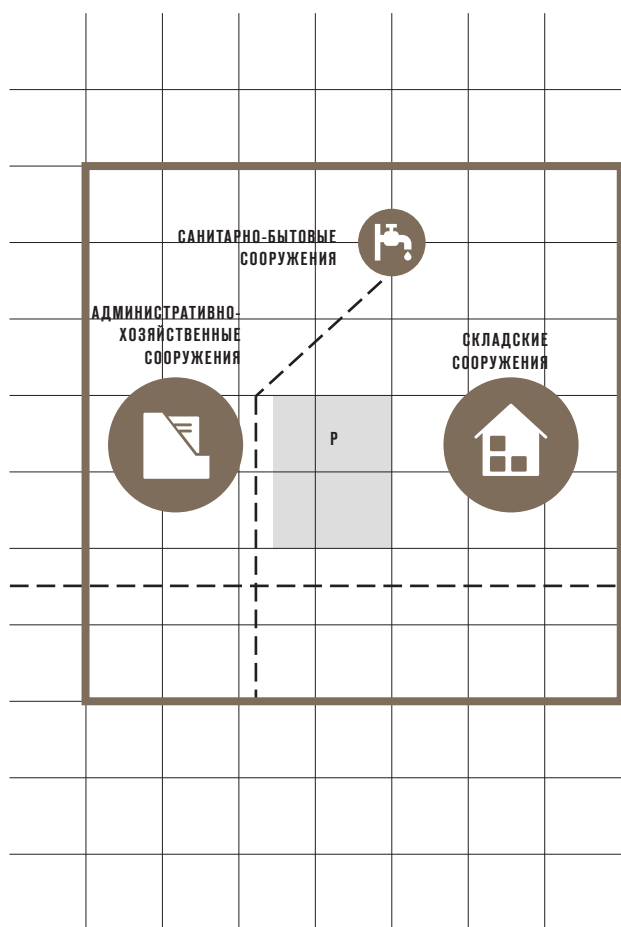 САНИТАРНО-БЫТОВЫЕ
СООРУЖЕНИЯ
АДМИНИСТРАТИВНО-
ХОЗЯЙСТВЕННЫЕ
СООРУЖЕНИЯ
СКЛАДСКИЕ
СООРУЖЕНИЯ
Р